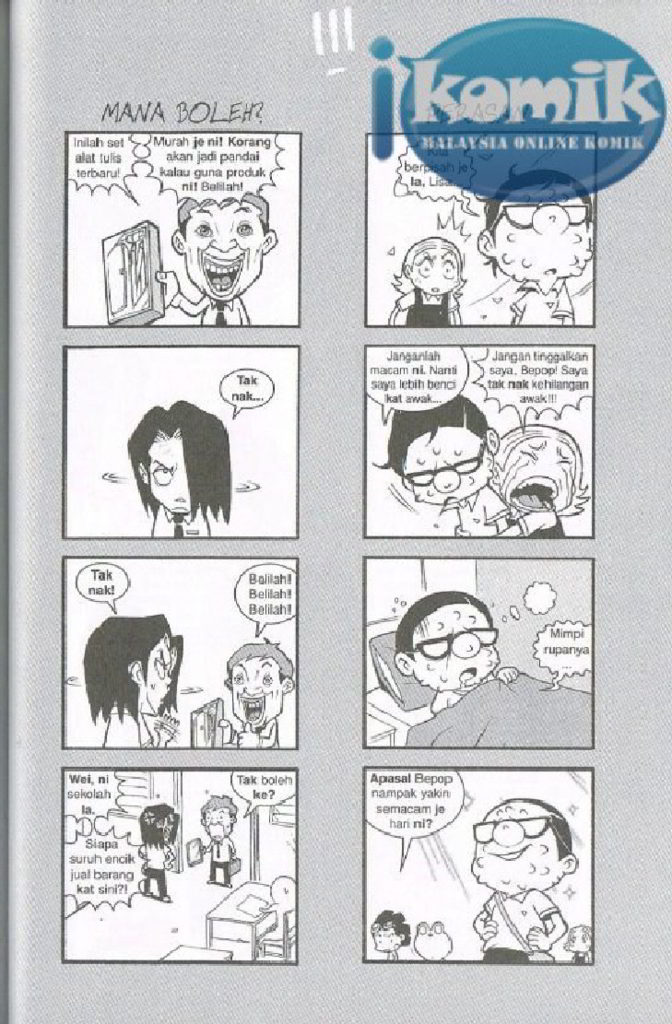 ikomik
MALAYSIA ONLINE KOMIK
MANA BOLEH?
Inilah set
alat tulis
terbaru!
Murah je ni! Korang
akan jadi pandai
kalau guna produk
ni! Belilah!
Tak
nak...
Tak
nak!
Belilah!
Belilah!
Belilah!
Wei, ni
sekolah
la.
Siapa
suruh encik
jual barang
kat sini?!
Tak boleh
ke?
berpisah je
la, Lisa...
Janganlah
macam ni. Nanti
saya lebih benci
kat awak...
Jangan tinggalkan
saya, Bepop! Saya
tak nak kehilangan
awak!!!
Mimpi
rupanya
...
Apasal Bepop
nampak yakin
semacam je
hari ni?